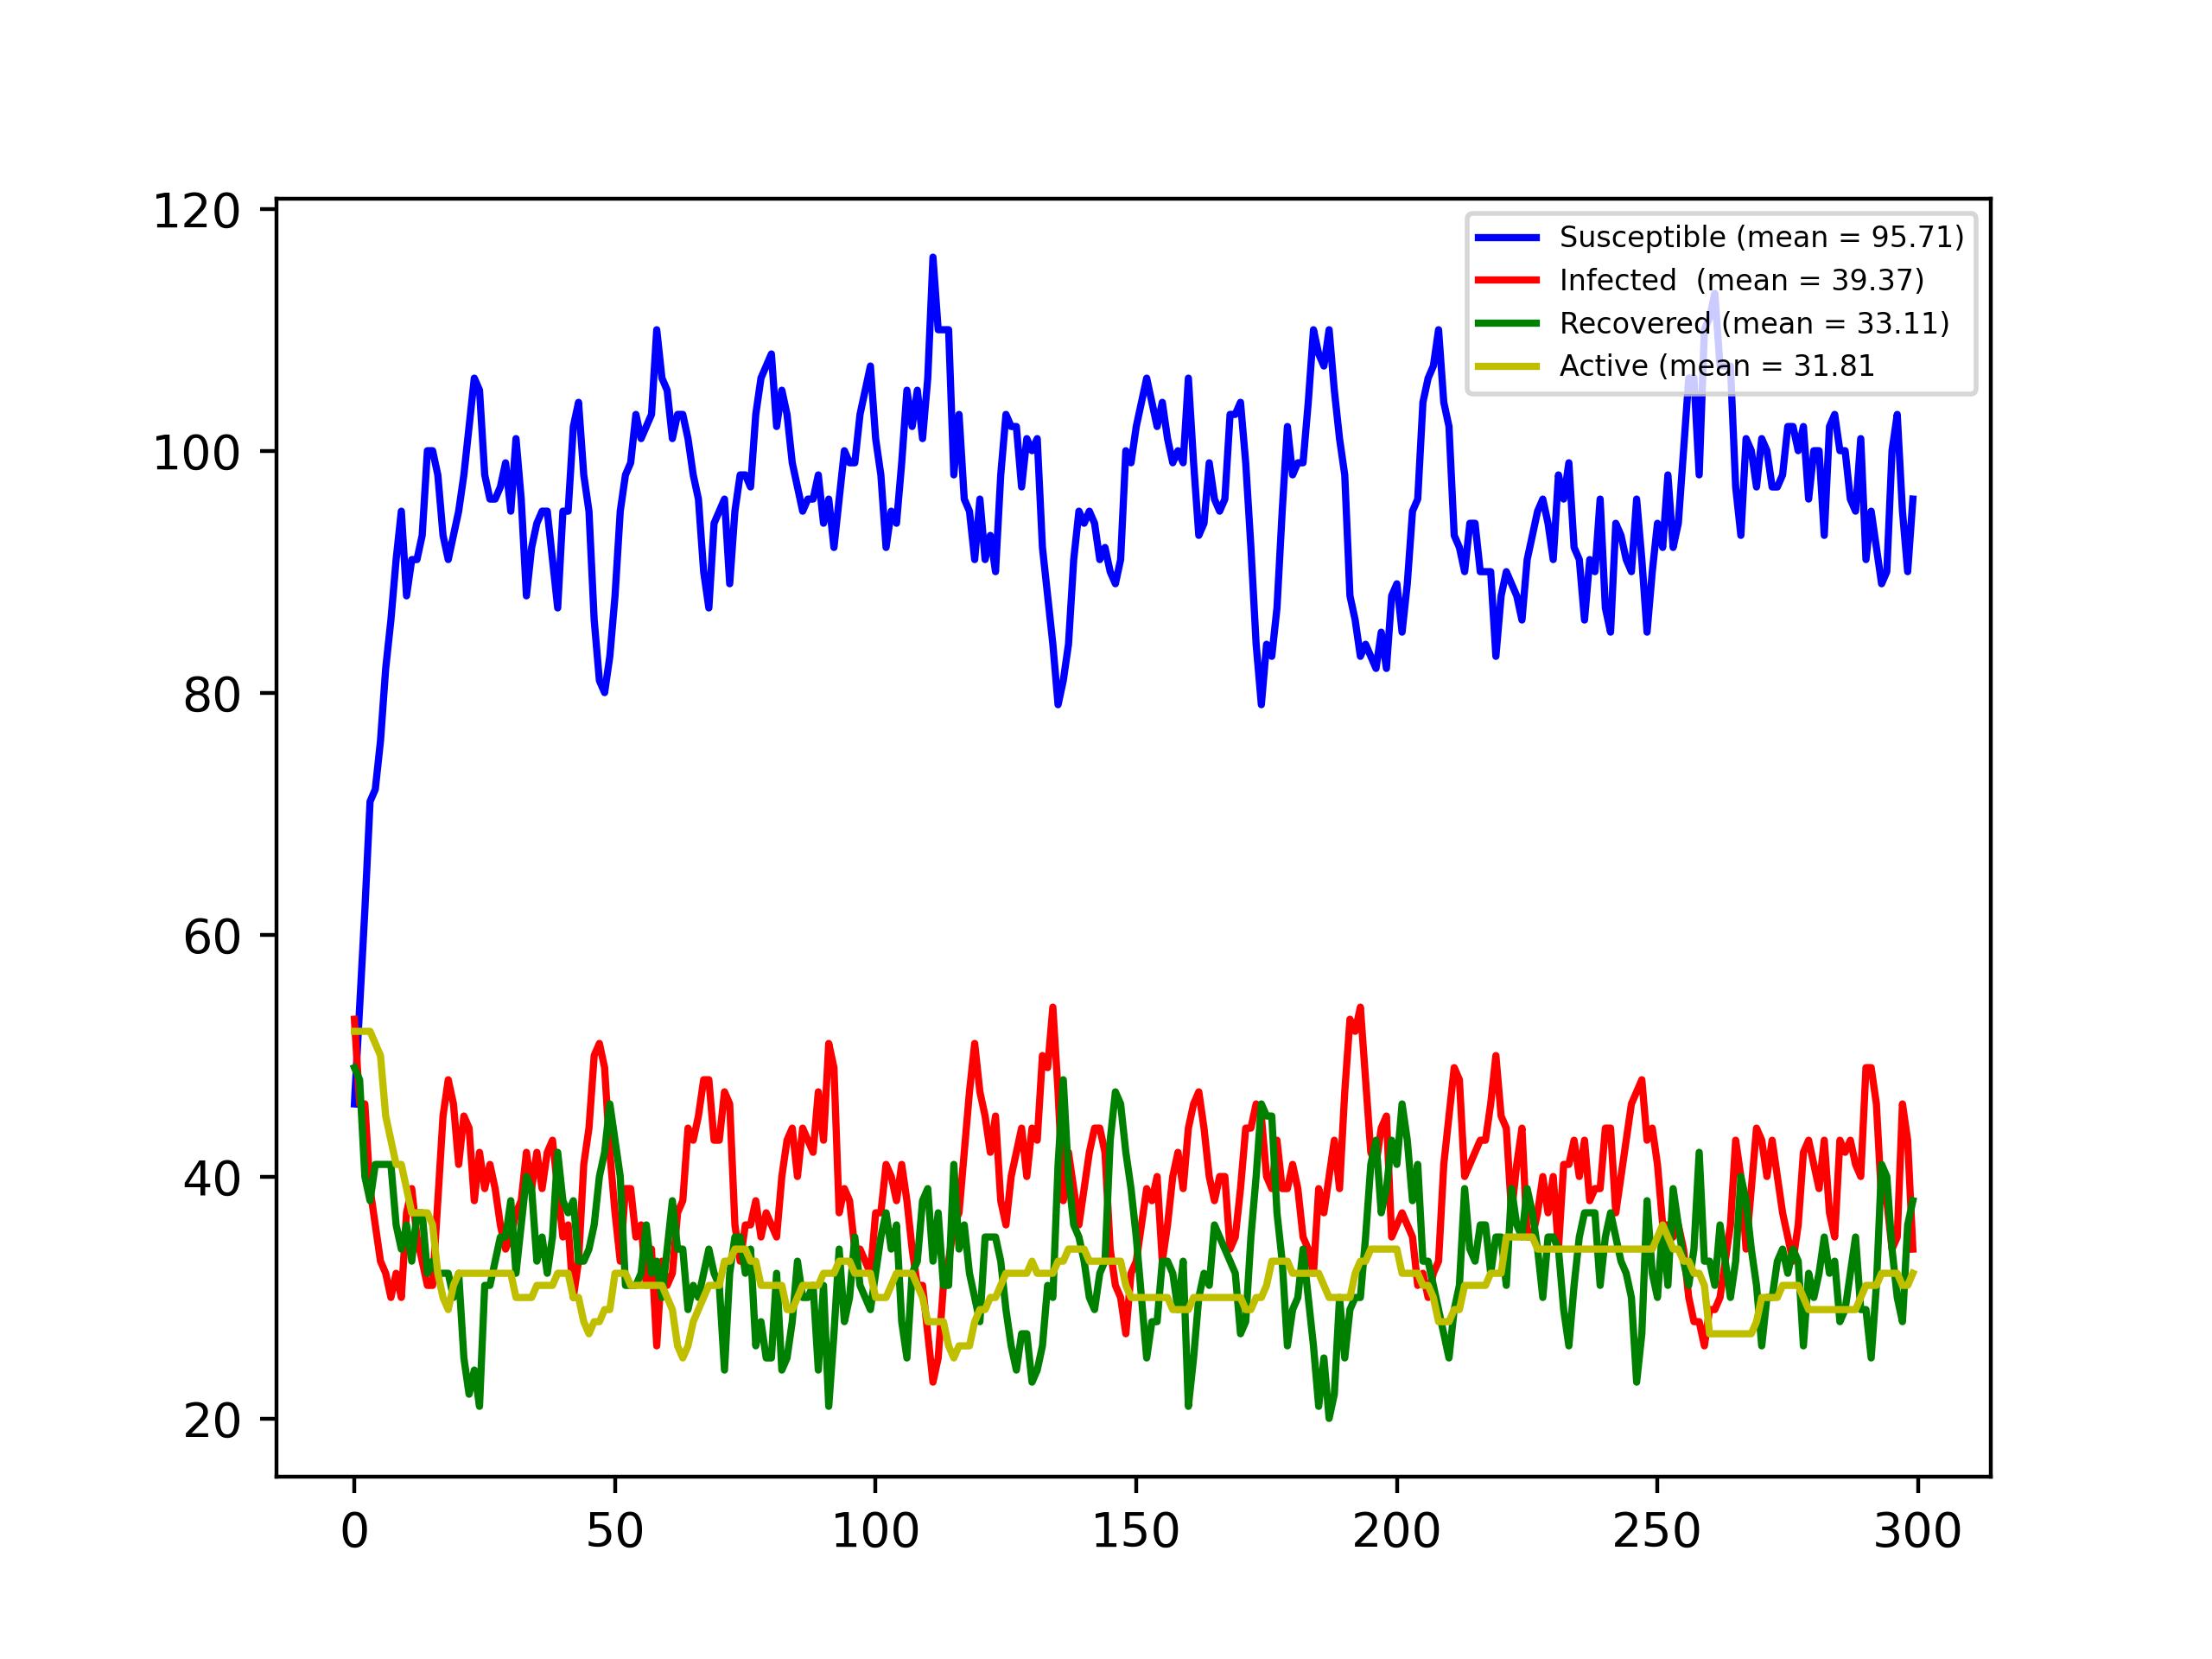 120
100
80
60
40
20
0 50 100 150 200 250 300
Susceptible (mean = 95.71)
Infected  (mean = 39.37)
Recovered (mean = 33.11)
Active (mean = 31.81